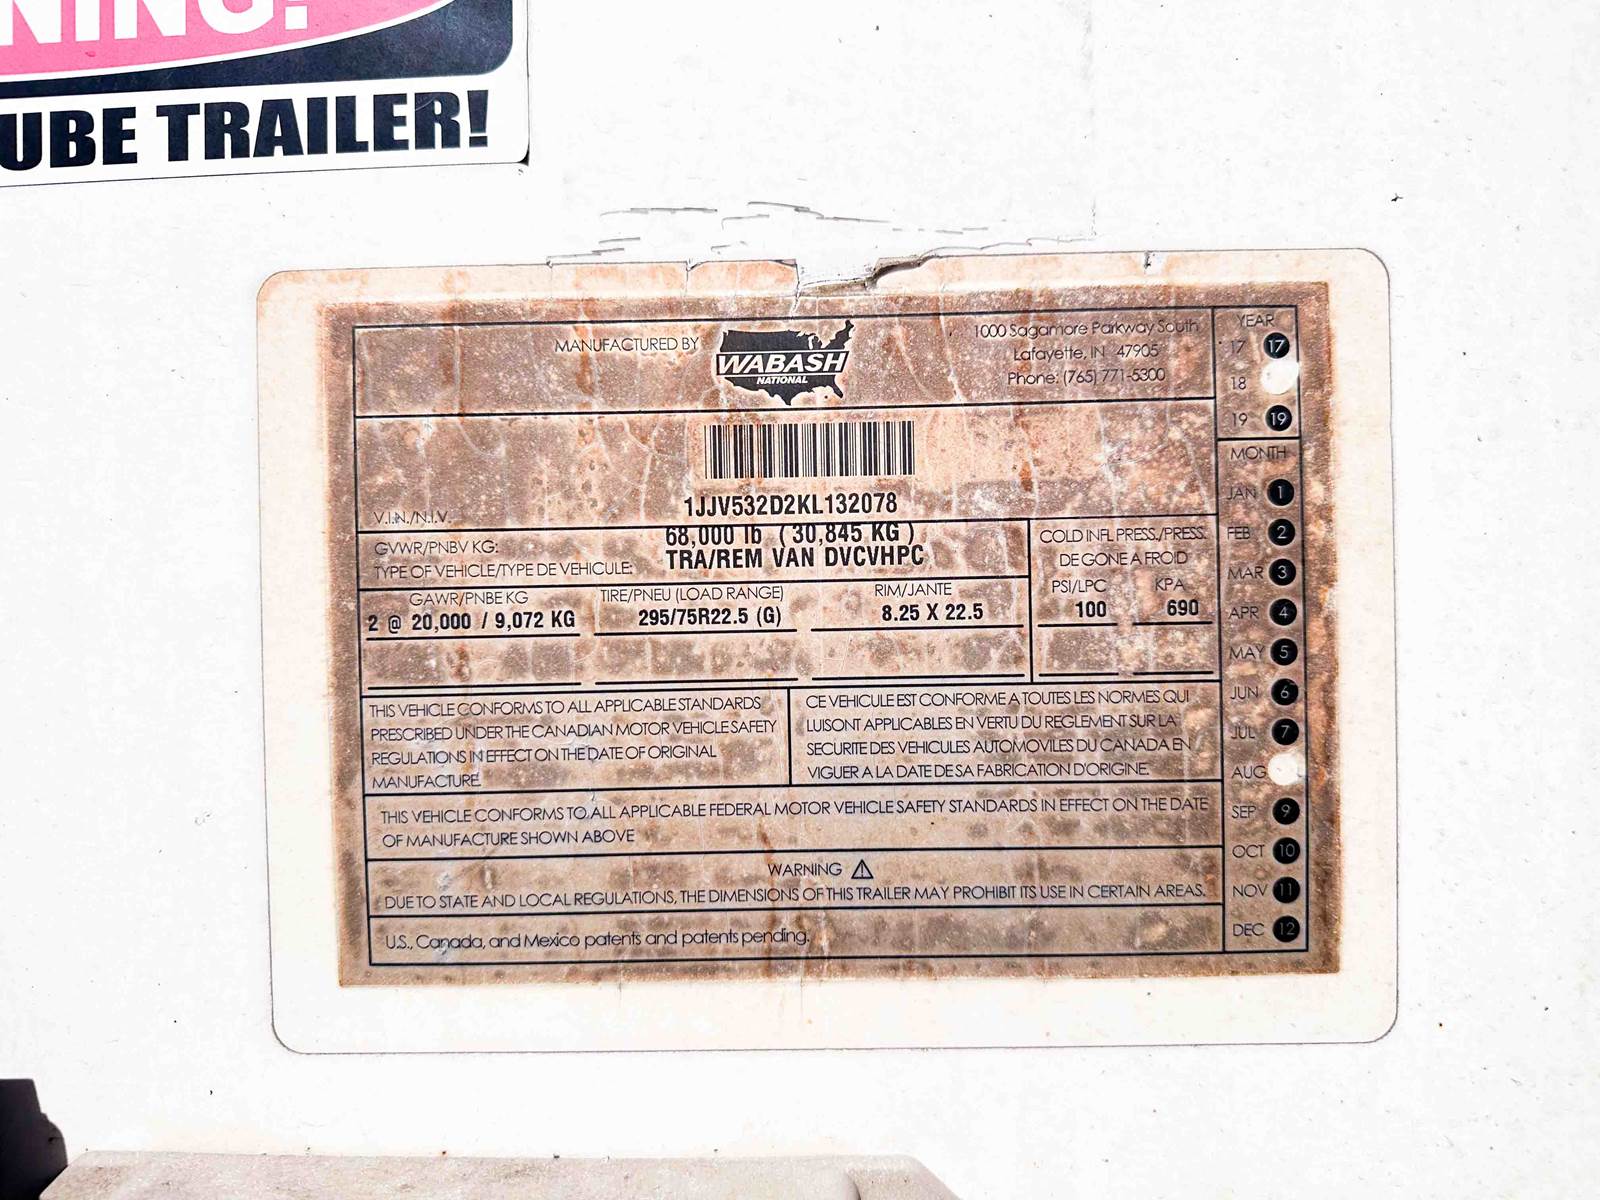 NING!
UBE TRAILER!
MANUFACTURED BY
WABASH
NATIONAL
1000 Sagamore Parkway South
Lafayette, IN 47905
Phone: (765) 771-5300
YEAR
17 17
18
19 19
MONTH
JAN 1
FEB 2
MAR 3
APR 4
MAY 5
JUN 6
JUL 7
AUG
SEP 9
OCT 10
NOV 11
DEC 12
V.I.N./N.I.V.
1JJV532D2KL132078
GVWR/PNBV KG:
68,000 lb (30,845 KG)
TYPE OF VEHICLE/TYPE DE VEHICULE:
TRA/REM VAN DVCVHPC
COLD INFL PRESS./PRESS.
DE GONE A FROID
PSI/LPC KPA
100 690
GAWR/PNBE KG
2 @ 20,000 / 9,072 KG
TIRE/PNEU (LOAD RANGE)
295/75R22.5 (G)
RIM/JANTE
8.25 X 22.5
THIS VEHICLE CONFORMS TO ALL APPLICABLE STANDARDS
PRESCRIBED UNDER THE CANADIAN MOTOR VEHICLE SAFETY
REGULATIONS IN EFFECT ON THE DATE OF ORIGINAL
MANUFACTURE
CE VEHICULE EST CONFORME A TOUTES LES NORMES QUI
LUISONT APPLICABLES EN VERTU DU REGLEMENT SUR LA
SECURITE DES VEHICULES AUTOMOVILES DU CANADA EN
VIGUER A LA DATE DE SA FABRICATION D'ORIGINE.
THIS VEHICLE CONFORMS TO ALL APPLICABLE FEDERAL MOTOR VEHICLE SAFETY STANDARDS IN EFFECT ON THE DATE
OF MANUFACTURE SHOWN ABOVE
WARNING
DUE TO STATE AND LOCAL REGULATIONS, THE DIMENSIONS OF THIS TRAILER MAY PROHIBIT ITS USE IN CERTAIN AREAS.
U.S., Canada, and Mexico patents and patents pending.